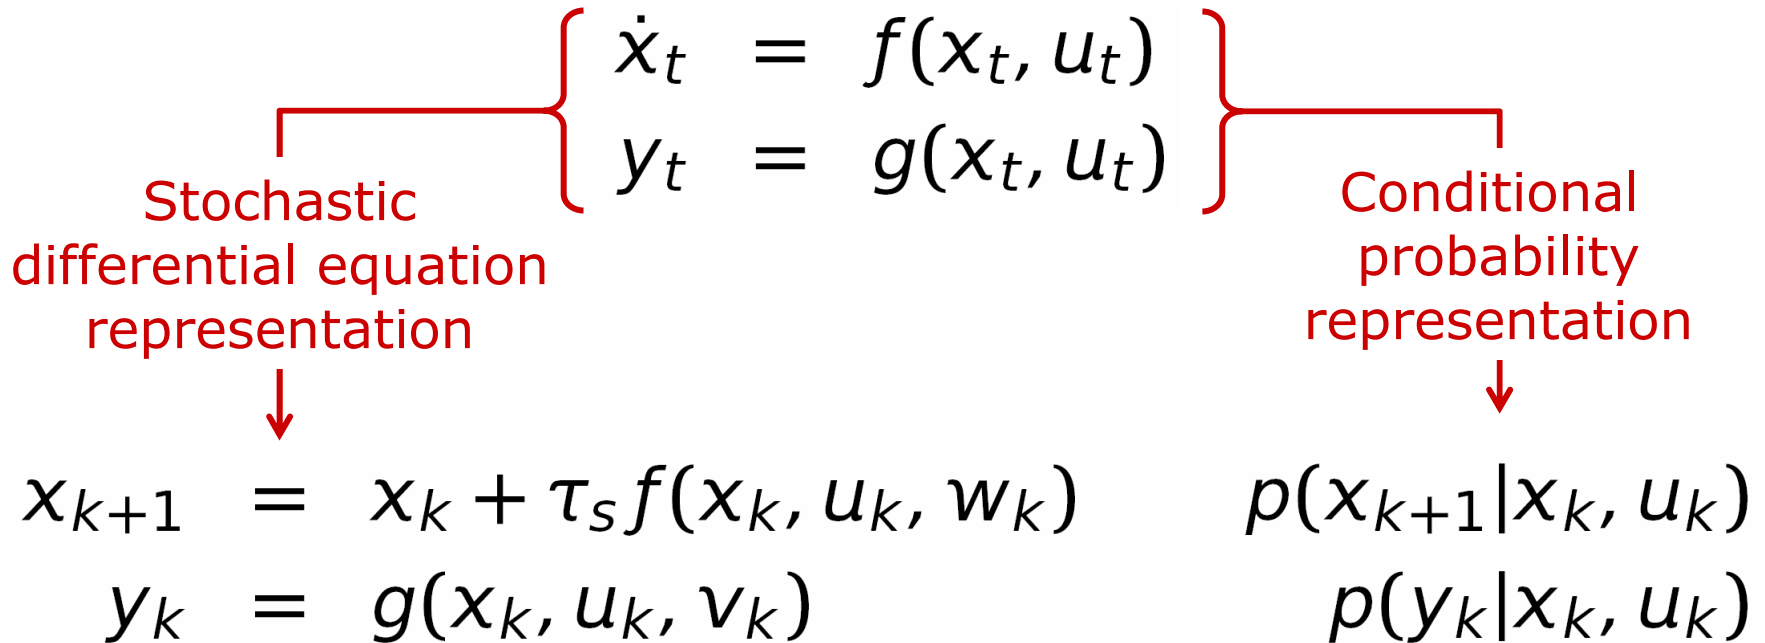 ẋ_t = f(x_t, u_t)
y_t = g(x_t, u_t)
Stochastic
differential equation
representation
Conditional
probability
representation
x_{k+1} = x_k + τ_s f(x_k, u_k, w_k)
y_k = g(x_k, u_k, v_k)
p(x_{k+1}|x_k, u_k)
p(y_k|x_k, u_k)